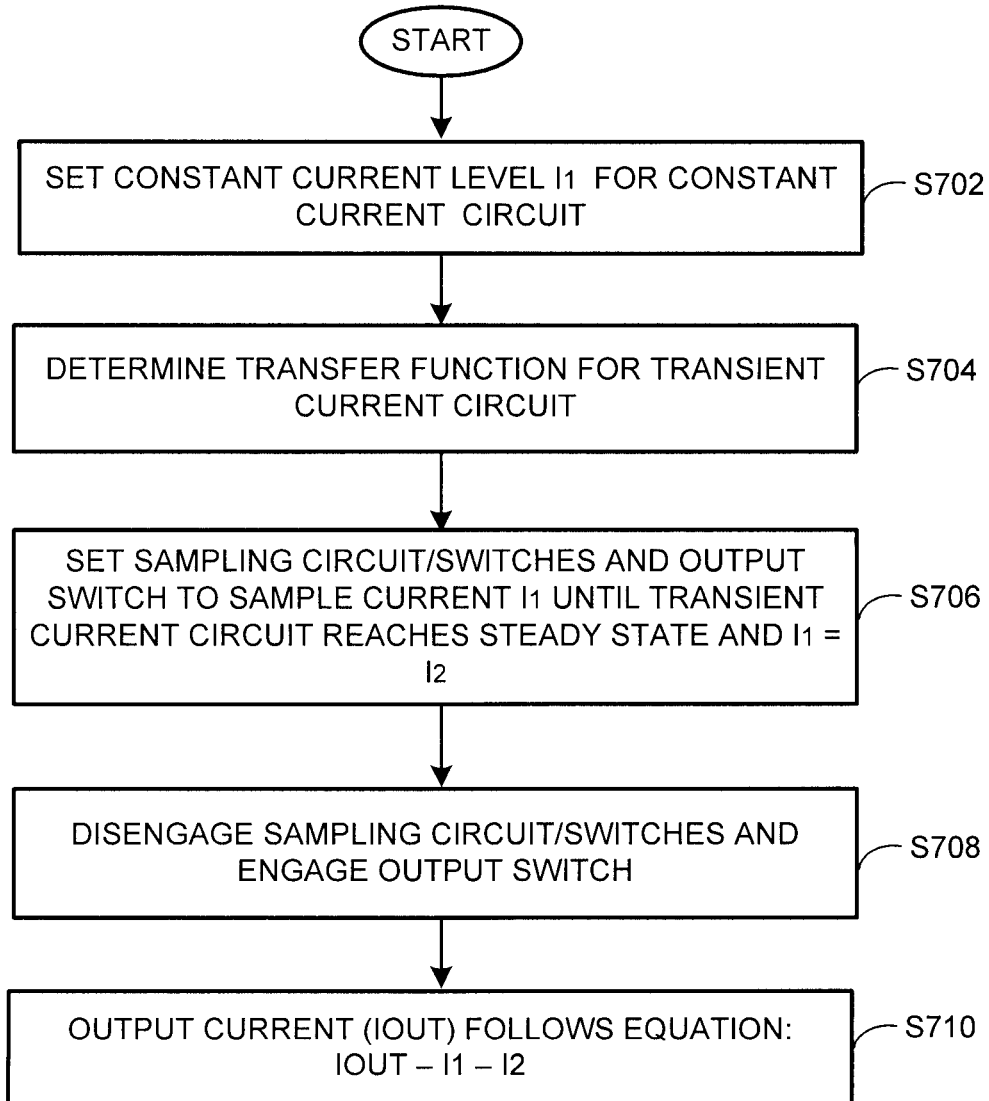 START
SET CONSTANT CURRENT LEVEL I1 FOR CONSTANT
CURRENT CIRCUIT
S702
DETERMINE TRANSFER FUNCTION FOR TRANSIENT
CURRENT CIRCUIT
S704
SET SAMPLING CIRCUIT/SWITCHES AND OUTPUT
SWITCH TO SAMPLE CURRENT I1 UNTIL TRANSIENT
CURRENT CIRCUIT REACHES STEADY STATE AND I1 =
I2
S706
DISENGAGE SAMPLING CIRCUIT/SWITCHES AND
ENGAGE OUTPUT SWITCH
S708
OUTPUT CURRENT (IOUT) FOLLOWS EQUATION:
IOUT – I1 – I2
S710